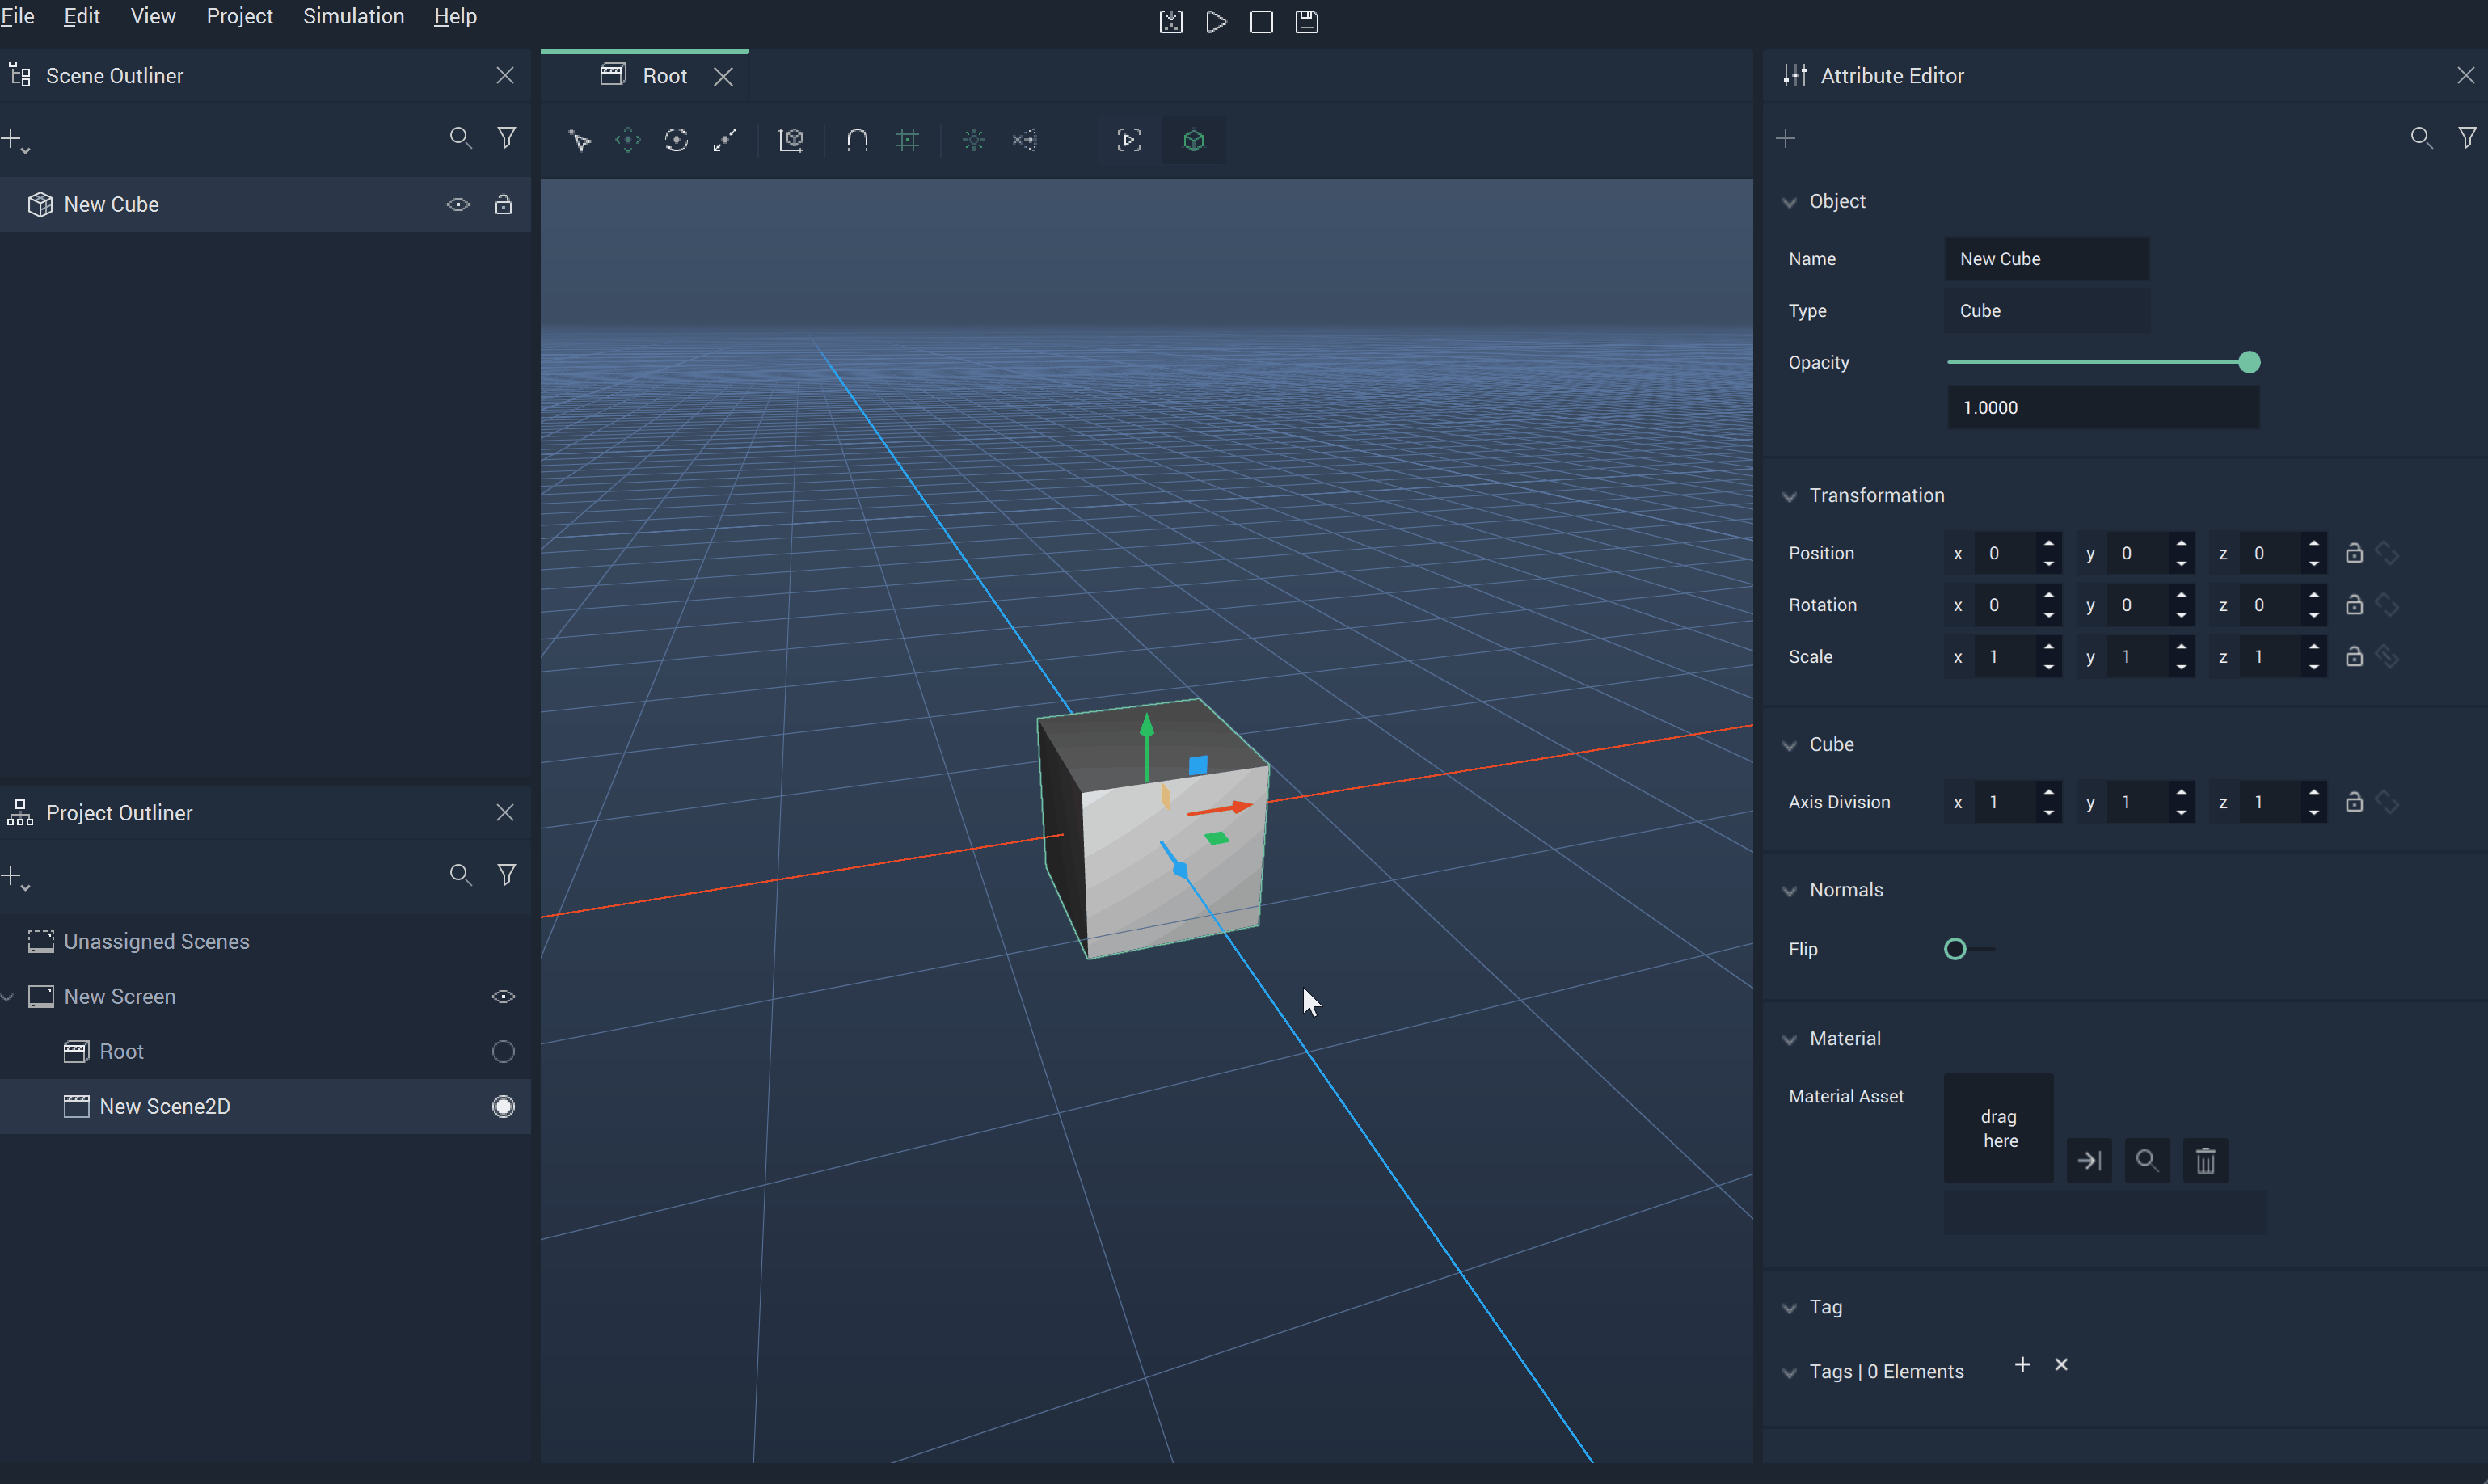 File Edit View Project Simulation Help
Scene Outliner
New Cube
Project Outliner
Unassigned Scenes
New Screen
Root
New Scene2D
Root
Attribute Editor
Object
Name New Cube
Type Cube
Opacity
1.0000
Transformation
Position x 0 y 0 z 0
Rotation x 0 y 0 z 0
Scale x 1 y 1 z 1
Cube
Axis Division x 1 y 1 z 1
Normals
Flip
Material
Material Asset
drag
here
Tag
Tags | 0 Elements